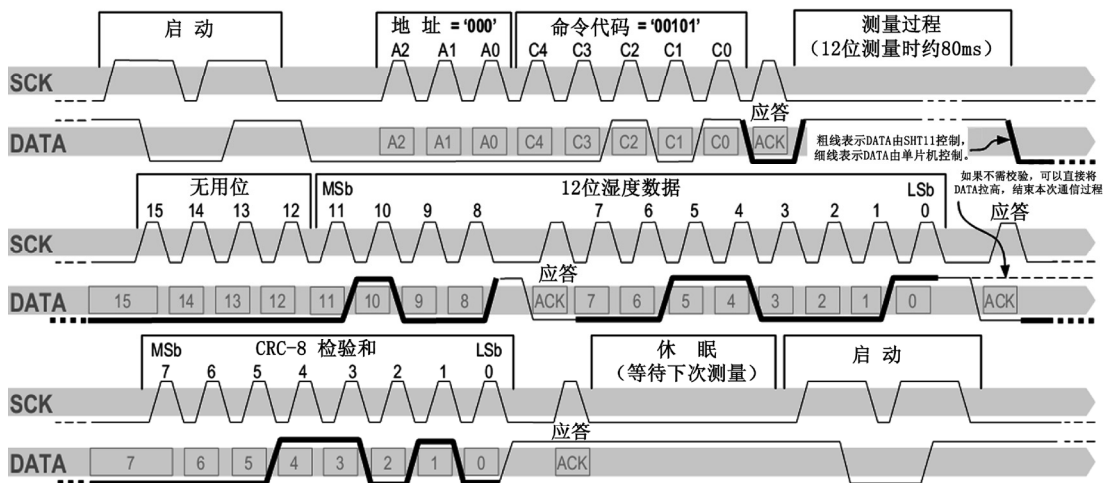 启 动
地 址 = '000'
命令代码 = '00101'
测量过程
(12位测量时约80ms)
A2 A1 A0 C4 C3 C2 C1 C0
SCK
应答
DATA A2 A1 A0 C4 C3 C2 C1 C0 ACK
粗线表示DATA由SHT11控制，
细线表示DATA由单片机控制。
无用位
MSb 12位湿度数据 LSb
如果不需校验，可以直接将
DATA拉高，结束本次通信过程
15 14 13 12 11 10 9 8 7 6 5 4 3 2 1 0
应答
SCK
应答
DATA 15 14 13 12 11 10 9 8 ACK 7 6 5 4 3 2 1 0 ACK
MSb CRC-8 检验和 LSb
休 眠
(等待下次测量)
启 动
7 6 5 4 3 2 1 0
SCK
应答
DATA 7 6 5 4 3 2 1 0 ACK